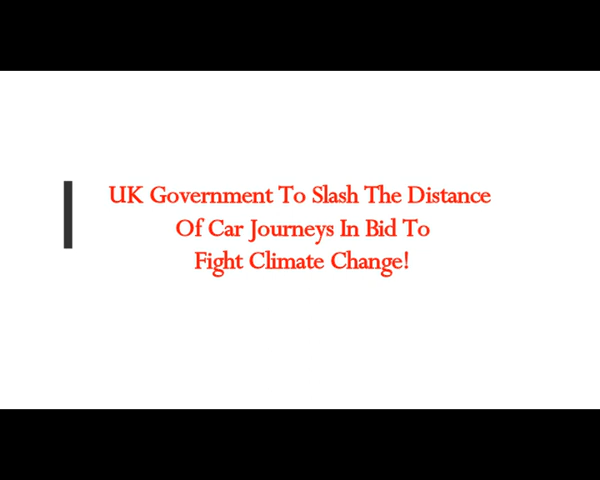 UK Government To Slash The Distance
Of Car Journeys In Bid To
Fight Climate Change!